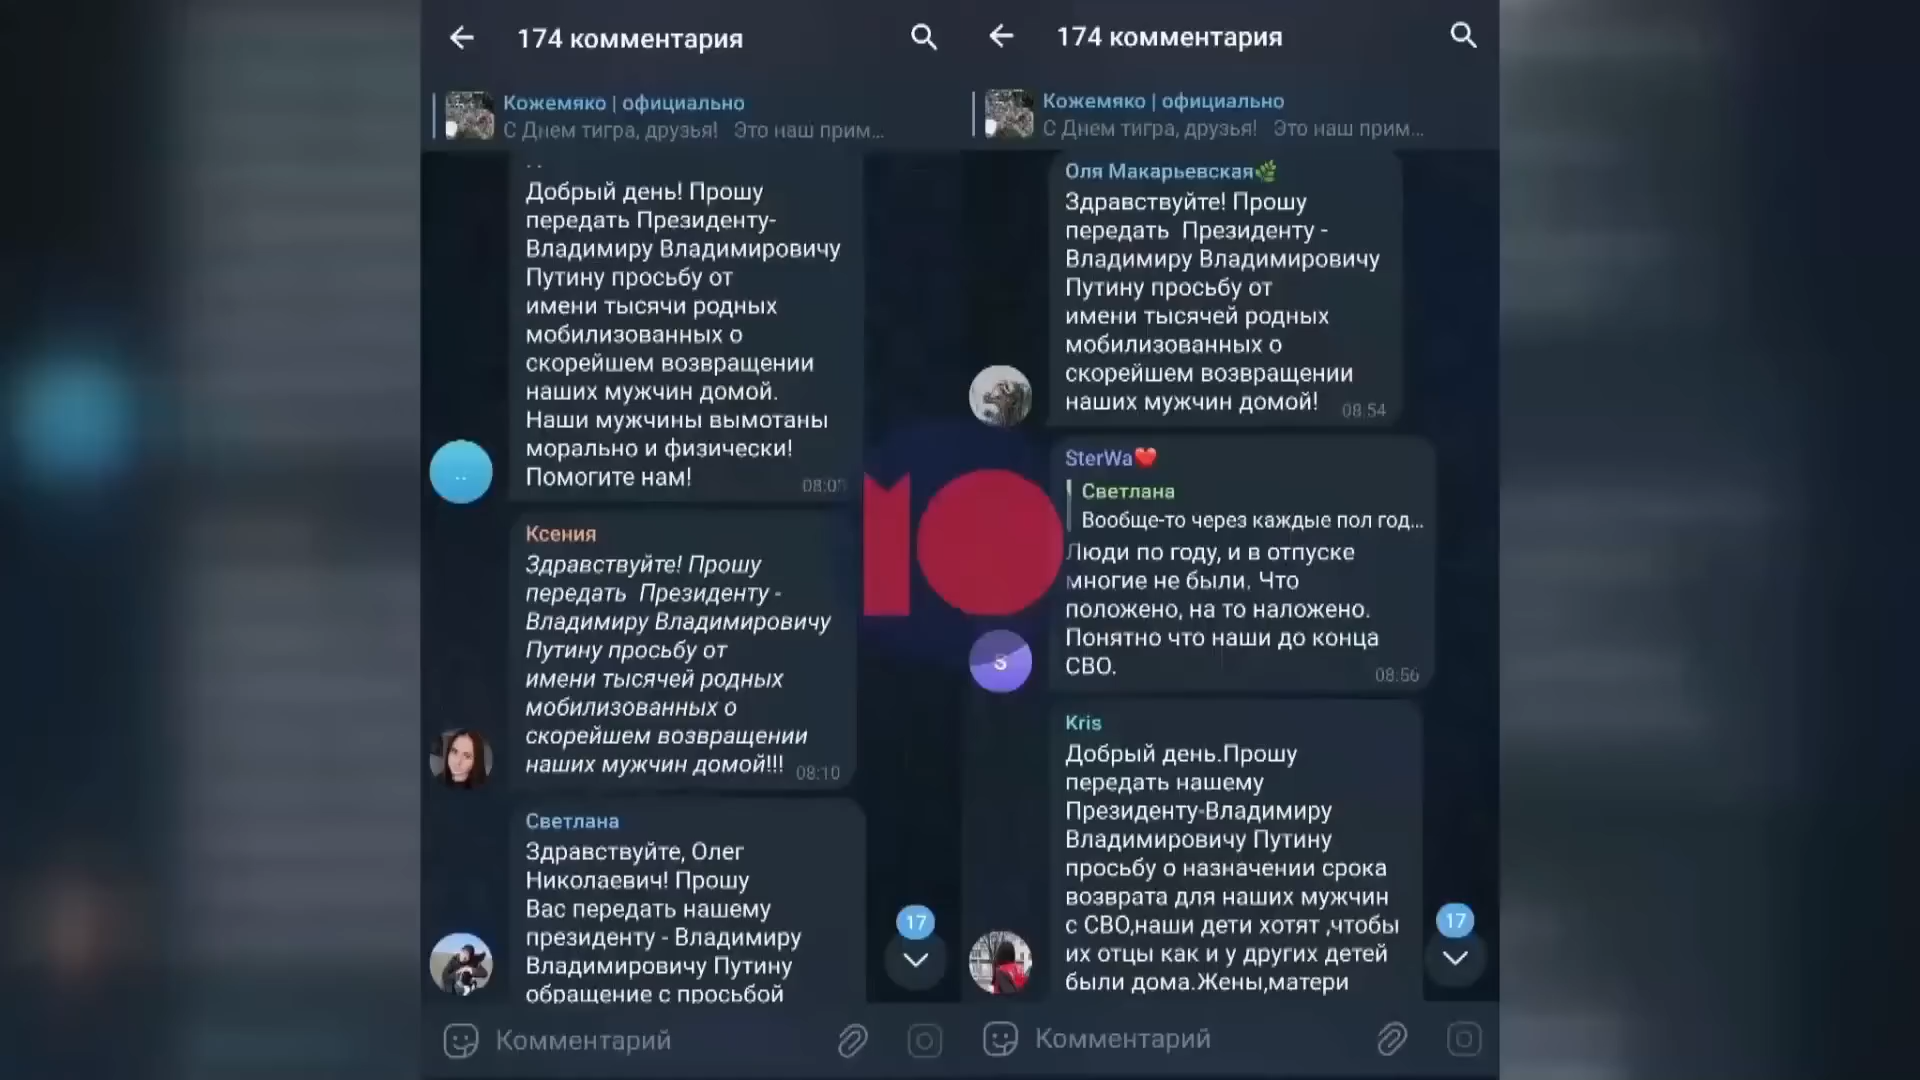 174 комментария
Кожемяко | официально
С Днем тигра, друзья! Это наш прим...
. .
Добрый день! Прошу
передать Президенту-
Владимиру Владимировичу
Путину просьбу от
имени тысячи родных
мобилизованных о
скорейшем возвращении
наших мужчин домой.
Наши мужчины вымотаны
морально и физически!
Помогите нам!
..
Ксения
Здравствуйте! Прошу
передать Президенту -
Владимиру Владимировичу
Путину просьбу от
имени тысячей родных
мобилизованных о
скорейшем возвращении
наших мужчин домой!!! 08:10
Светлана
Здравствуйте, Олег
Николаевич! Прошу
Вас передать нашему
президенту - Владимиру
Владимировичу Путину
обращение с просьбой
17
Комментарий
174 комментария
Кожемяко | официально
С Днем тигра, друзья! Это наш прим...
Оля Макарьевская🌿
Здравствуйте! Прошу
передать Президенту -
Владимиру Владимировичу
Путину просьбу от
имени тысячей родных
мобилизованных о
скорейшем возвращении
наших мужчин домой! 08:54
SterWa❤️
Светлана
Вообще-то через каждые пол год...
Люди по году, и в отпуске
многие не были. Что
положено, на то наложено.
Понятно что наши до конца
СВО. 08:56
S
Kris
Добрый день.Прошу
передать нашему
Президенту-Владимиру
Владимировичу Путину
просьбу о назначении срока
возврата для наших мужчин
с СВО,наши дети хотят ,чтобы
их отцы как и у других детей
были дома.Жены,матери
17
Комментарий